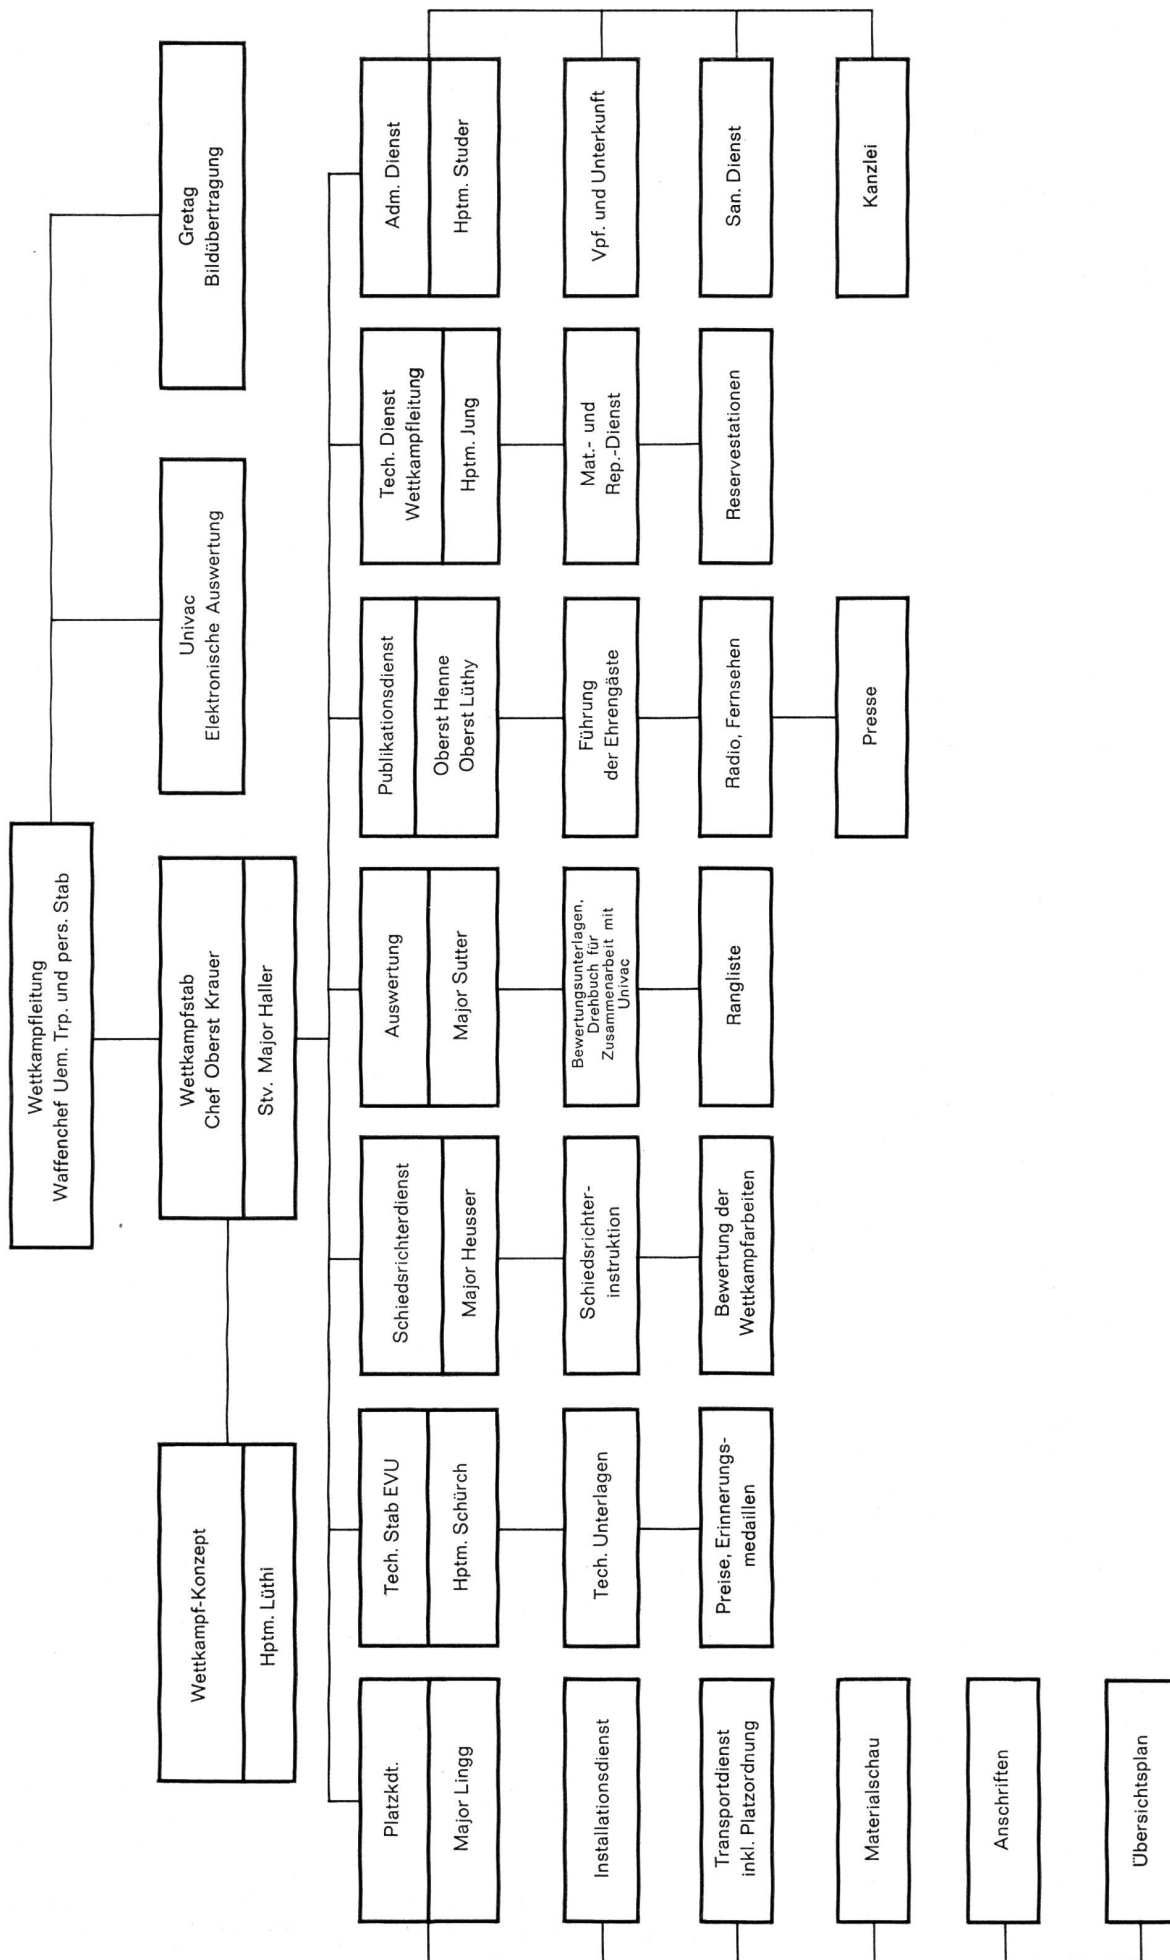 Wettkampfleitung
Waffenchef Uem. Trp. und pers. Stab
Wettkampf-Konzept
Hptm. Lüthi
Wettkampfstab
Chef Oberst Krauer
Stv. Major Haller
Univac
Elektronische Auswertung
Gretag
Bildübertragung
Platzkdt.
Major Lingg
Installationsdienst
Transportdienst
inkl. Platzordnung
Materialschau
Anschriften
Übersichtsplan
Tech. Stab EVU
Hptm. Schürch
Tech. Unterlagen
Preise, Erinnerungs-
medaillen
Schiedsrichterdienst
Major Heusser
Schiedsrichter-
instruktion
Bewertung der
Wettkampfarbeiten
Auswertung
Major Sutter
Bewertungsunterlagen,
Drehbuch für
Zusammenarbeit mit
Univac
Rangliste
Publikationsdienst
Oberst Henne
Oberst Lüthy
Führung
der Ehrengäste
Radio, Fernsehen
Presse
Tech. Dienst
Wettkampfleitung
Hptm. Jung
Mat.- und
Rep.-Dienst
Reservestationen
Adm. Dienst
Hptm. Studer
Vpf. und Unterkunft
San. Dienst
Kanzlei